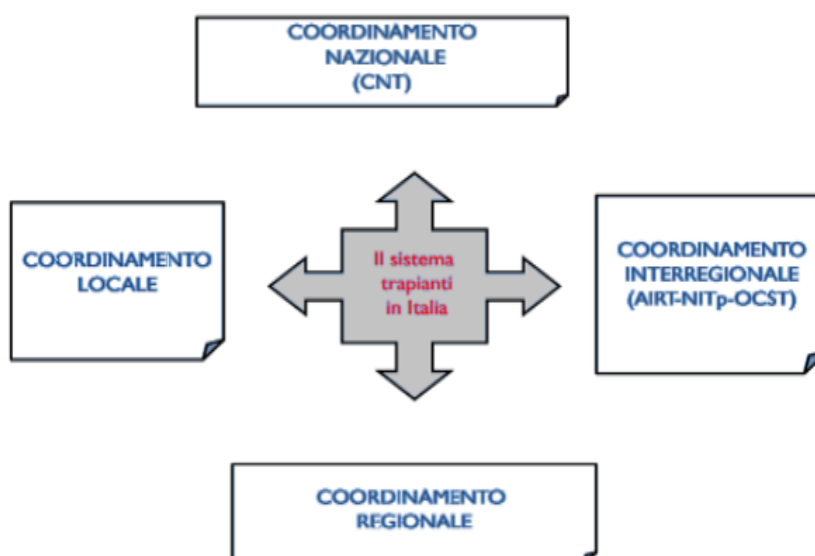 COORDINAMENTO
NAZIONALE
(CNT)
COORDINAMENTO
LOCALE
Il sistema
trapianti
in Italia
COORDINAMENTO
INTERREGIONALE
(AIRT-NITp-OCST)
COORDINAMENTO
REGIONALE